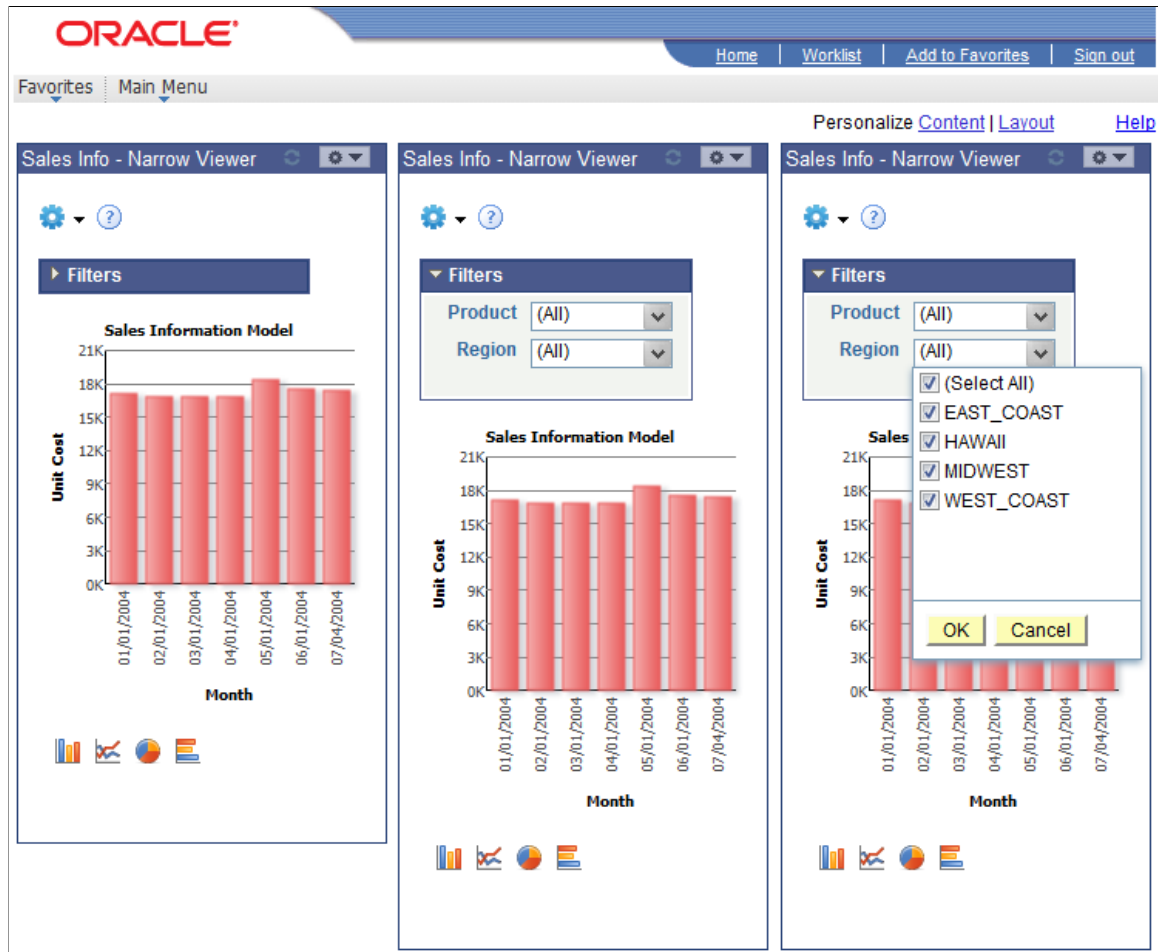 ORACLE
Home | Worklist | Add to Favorites | Sign out
Favorites Main Menu
Personalize Content | Layout Help
Sales Info - Narrow Viewer
?
Filters
Sales Information Model
21K
18K
15K
12K
9K
6K
3K
0K
Unit Cost
01/01/2004
02/01/2004
03/01/2004
04/01/2004
05/01/2004
06/01/2004
07/04/2004
Month
Sales Info - Narrow Viewer
?
Filters
Product (All)
Region (All)
Sales Information Model
21K
18K
15K
12K
9K
6K
3K
0K
Unit Cost
01/01/2004
02/01/2004
03/01/2004
04/01/2004
05/01/2004
06/01/2004
07/04/2004
Month
Sales Info - Narrow Viewer
?
Filters
Product (All)
Region (All)
(Select All)
EAST_COAST
HAWAII
MIDWEST
WEST_COAST
OK Cancel
Sales
21K
18K
15K
12K
9K
6K
3K
0K
Unit Cost
01/01/2004
02/01/2004
03/01/2004
04/01/2004
05/01/2004
06/01/2004
07/04/2004
Month